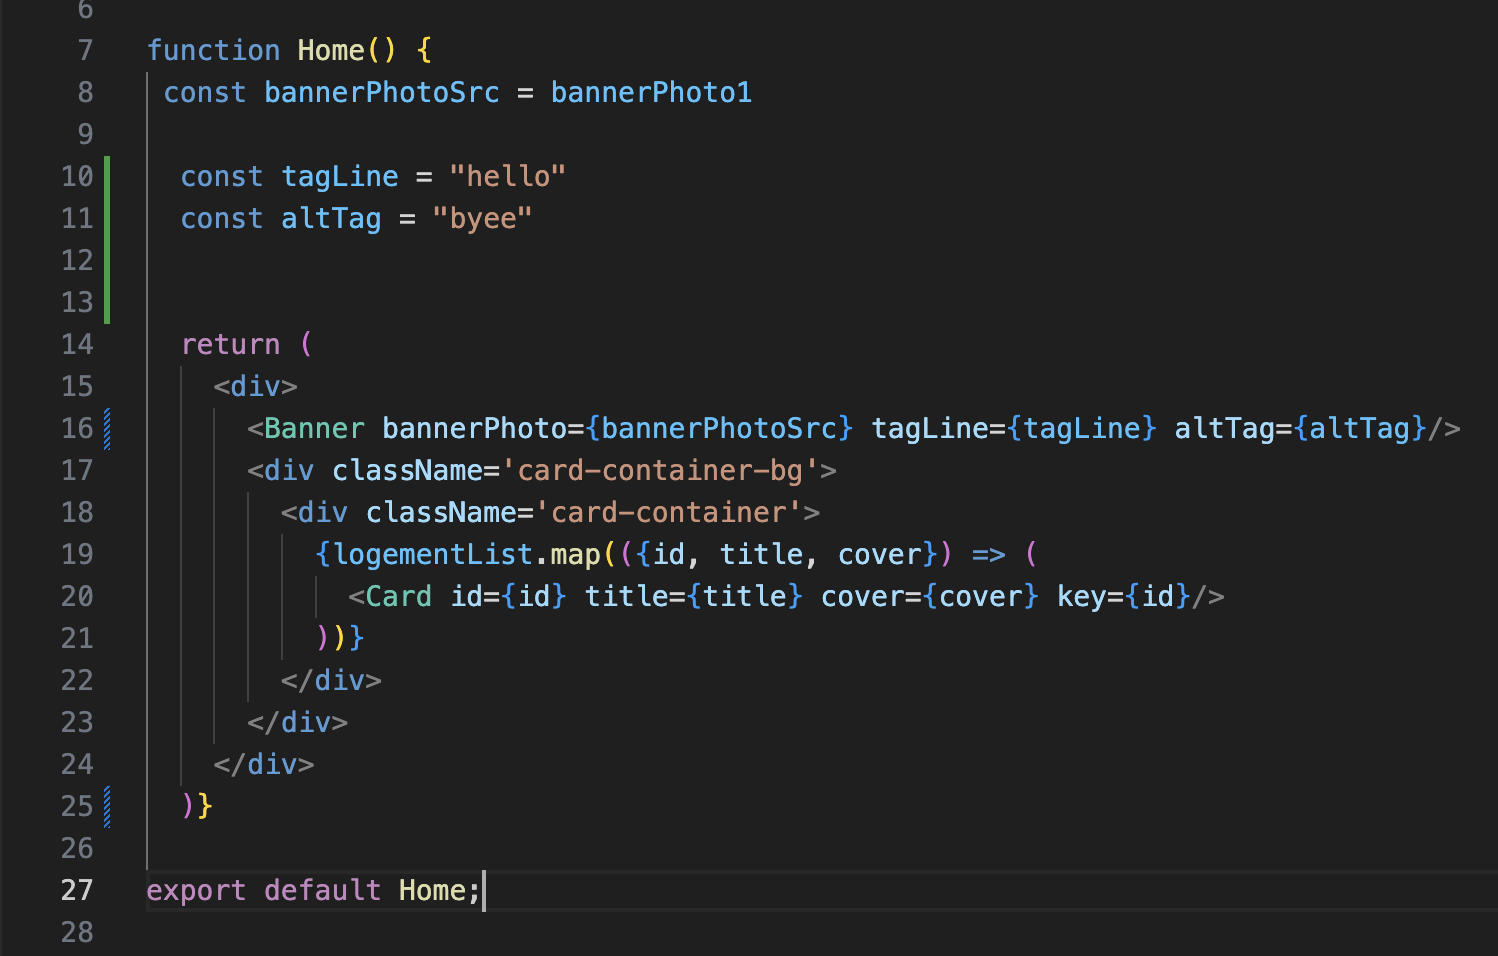 6
7 function Home() {
8 const bannerPhotoSrc = bannerPhoto1
9
10 const tagLine = "hello"
11 const altTag = "byee"
12
13
14 return (
15 <div>
16 <Banner bannerPhoto={bannerPhotoSrc} tagLine={tagLine} altTag={altTag}/>
17 <div className='card-container-bg'>
18 <div className='card-container'>
19 {logementList.map(({id, title, cover}) => (
20 <Card id={id} title={title} cover={cover} key={id}/>
21 ))}
22 </div>
23 </div>
24 </div>
25 )}
26
27 export default Home;
28